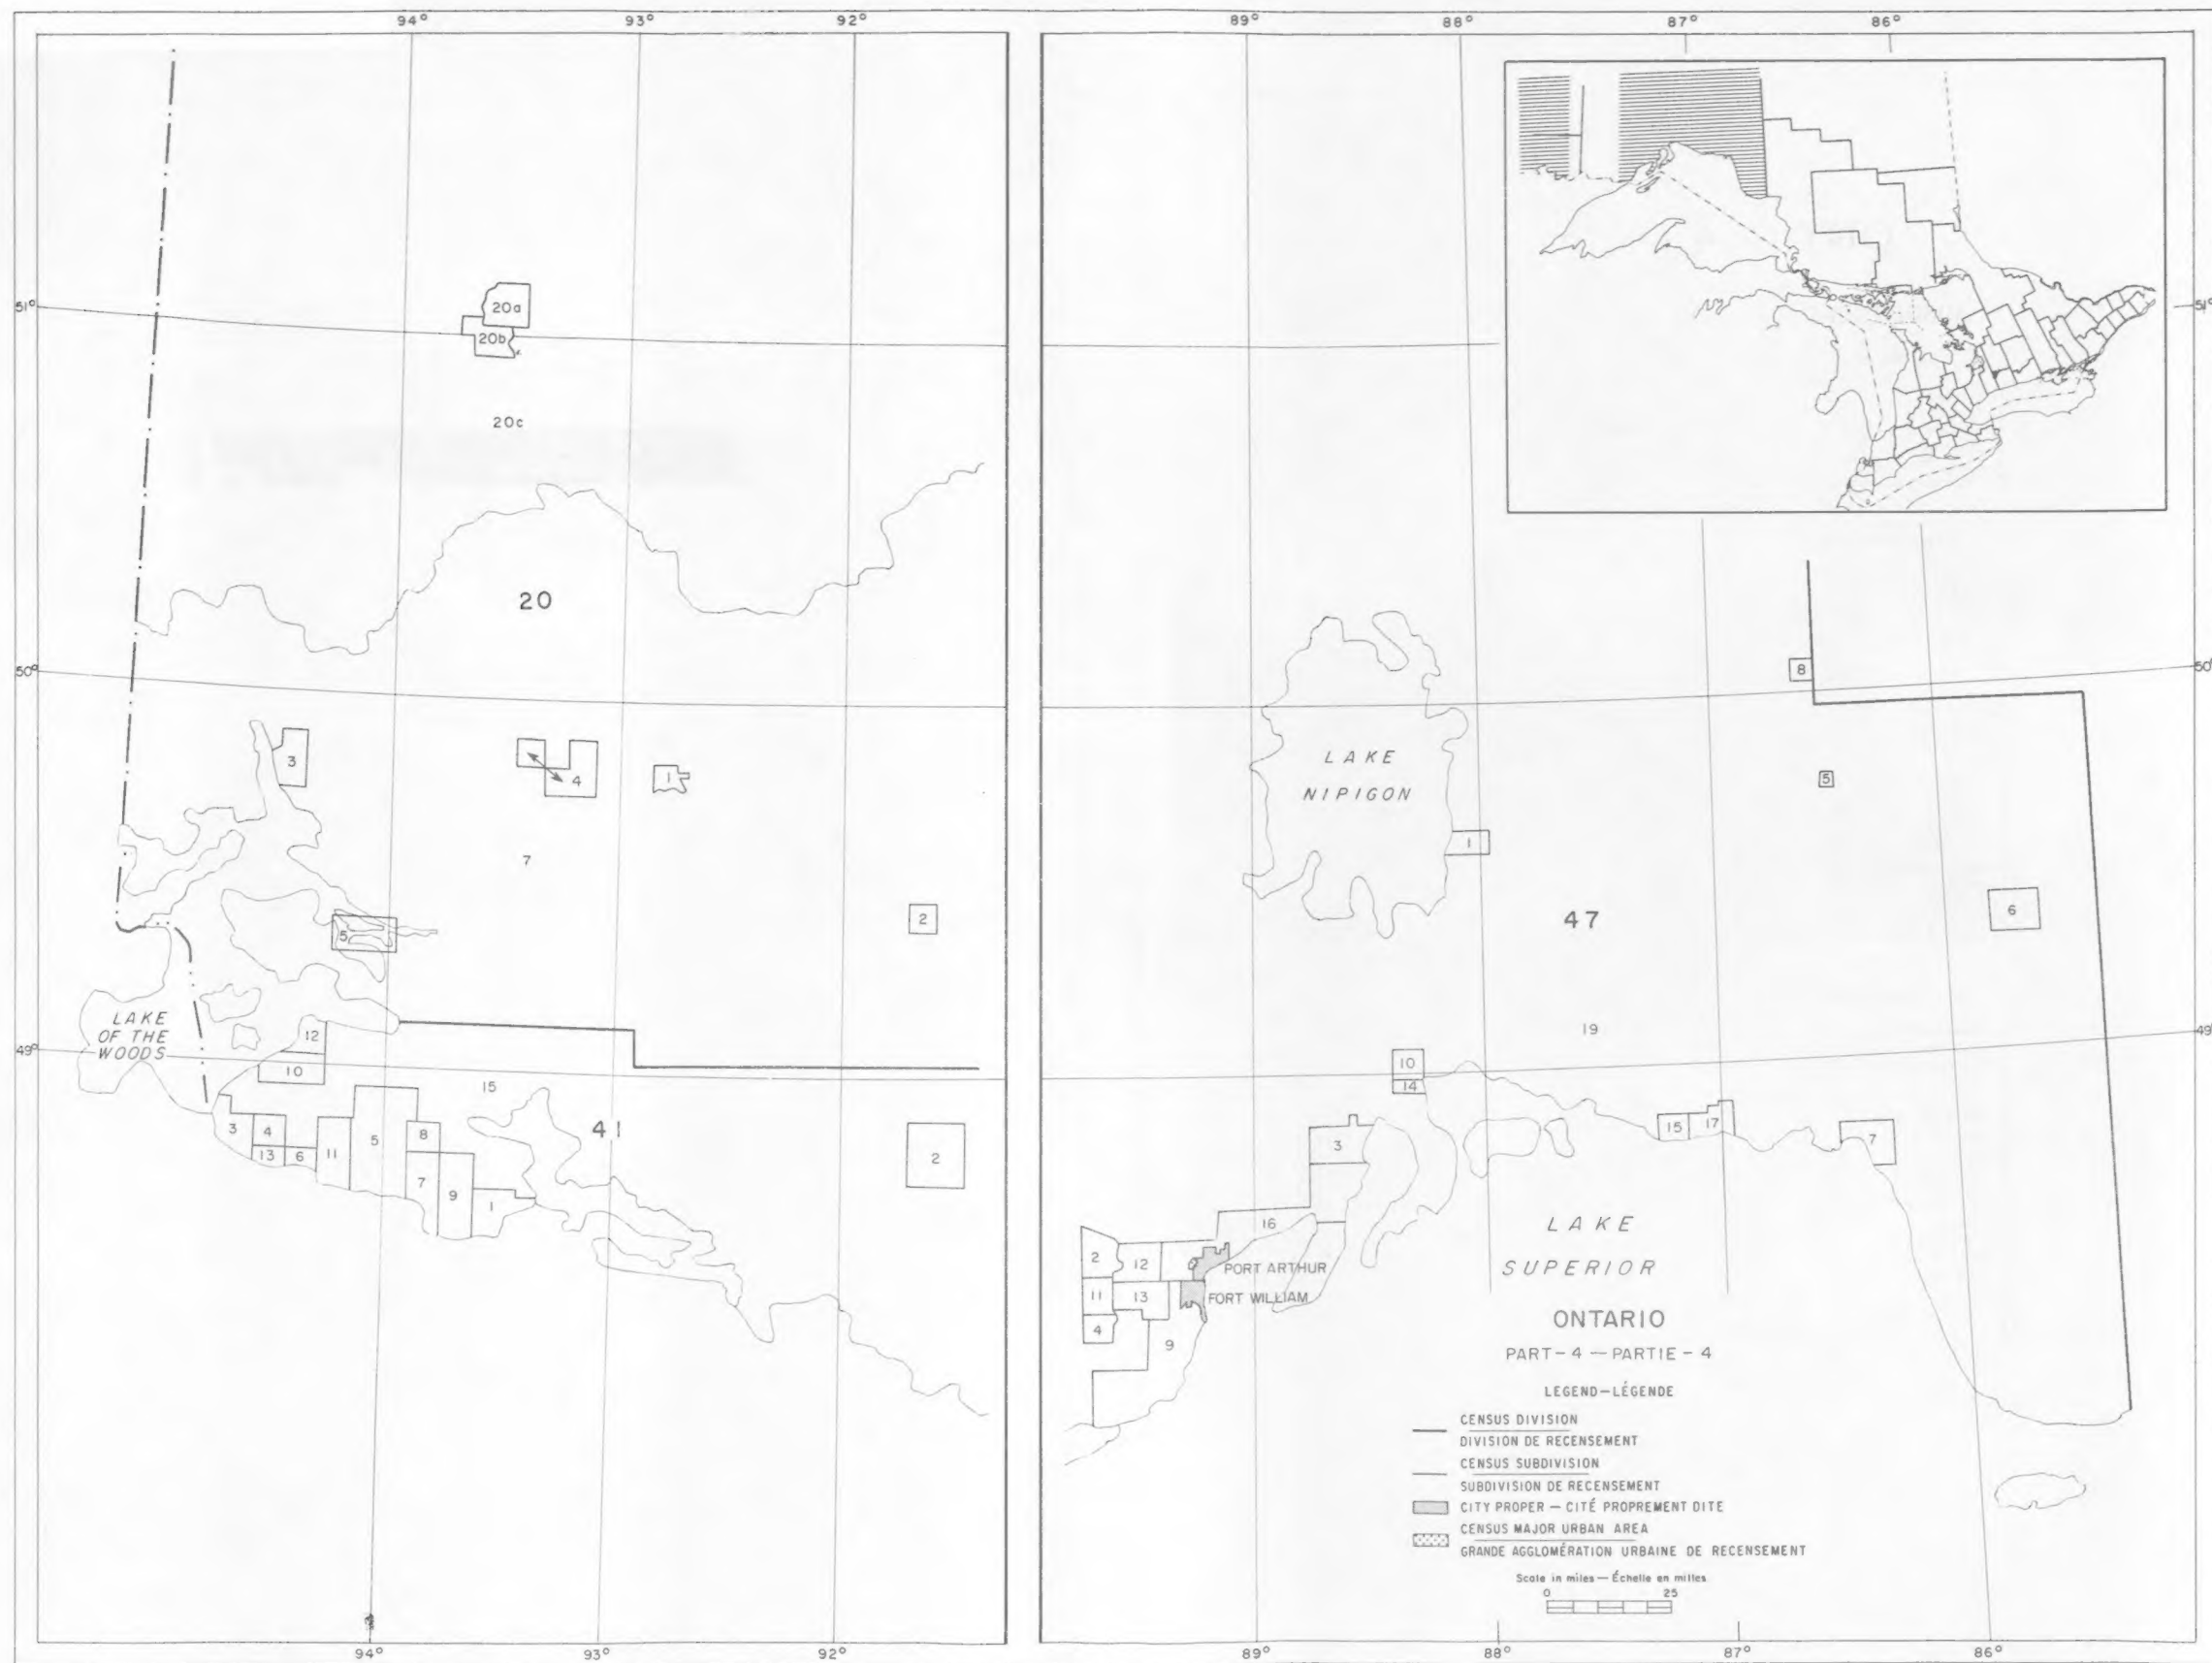 94° 93° 92°
89° 88° 87° 86°
51°
51°
20a
20b
20c
20
50°
50°
3
4
1
7
2
5
LAKE
OF THE
WOODS
49°
49°
12
10
15
41
3
4
13
6
11
5
8
7
9
1
2
8
LAKE
NIPIGON
5
1
6
47
19
10
14
3
15
17
7
16
2
12
11
13
4
9
PORT ARTHUR
FORT WILLIAM
LAKE
SUPERIOR
ONTARIO
PART-4 — PARTIE-4
LEGEND—LÉGENDE
CENSUS DIVISION
DIVISION DE RECENSEMENT
CENSUS SUBDIVISION
SUBDIVISION DE RECENSEMENT
CITY PROPER — CITÉ PROPREMENT DITE
CENSUS MAJOR URBAN AREA
GRANDE AGGLOMÉRATION URBAINE DE RECENSEMENT
Scale in miles — Échelle en milles
0 25
94° 93° 92°
89° 88° 87° 86°